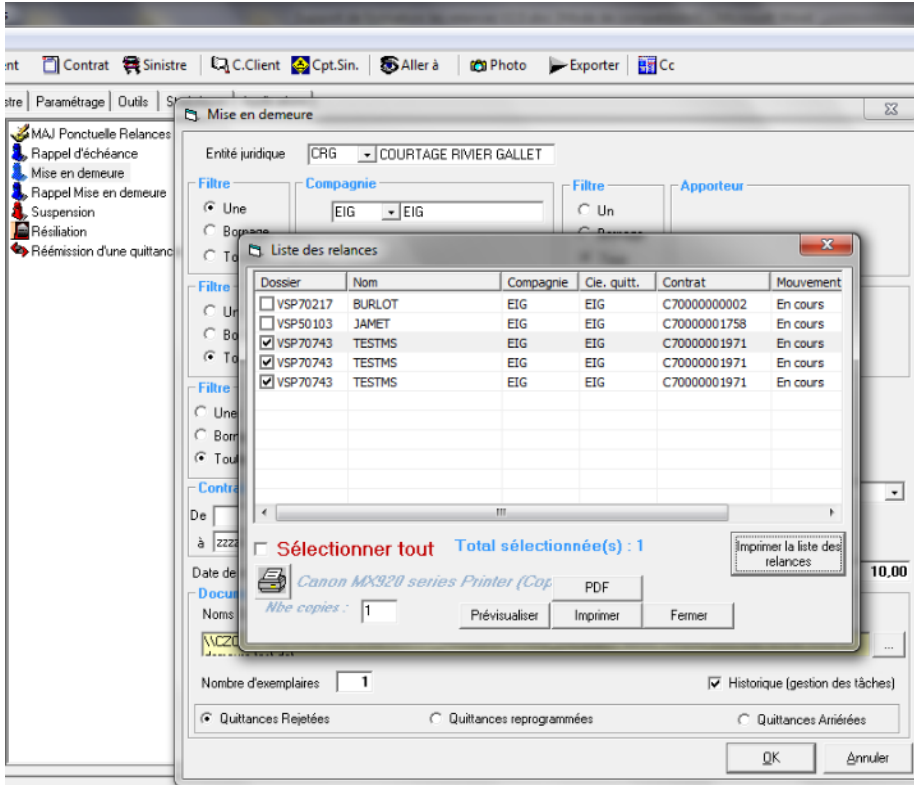 Contrat Sinistre C.Client Cpt.Sin. Aller à Photo Exporter Cc
Paramétrage Outils
Mise en demeure
MAJ Ponctuelle Relances
Rappel d'échéance
Mise en demeure
Rappel Mise en demeure
Suspension
Résiliation
Réémission d'une quittanc
Entité juridique CRG COURTAGE RIVIER GALLET
Filtre Compagnie Filtre Apporteur
Une EIG EIG Un
Liste des relances
Dossier Nom Compagnie Cie. quitt. Contrat Mouvement
VSP70217 BURLOT EIG EIG C70000000002 En cours
VSP50103 JAMET EIG EIG C70000001758 En cours
VSP70743 TESTMS EIG EIG C70000001971 En cours
VSP70743 TESTMS EIG EIG C70000001971 En cours
VSP70743 TESTMS EIG EIG C70000001971 En cours
Filtre
Filtre
Une
De
à zzzz
Sélectionner tout Total sélectionnée(s) : 1 Imprimer la liste des
relances
Date de 10,00
Canon MX920 series Printer (Cop PDF
Nbe copies : 1 Prévisualiser Imprimer Fermer
Noms
...
Nombre d'exemplaires 1 Historique (gestion des tâches)
Quittances Rejetées Quittances reprogrammées Quittances Arriérées
OK Annuler